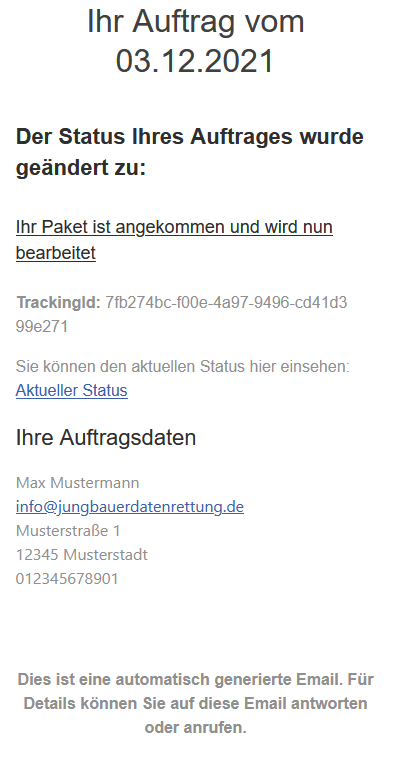 Ihr Auftrag vom
03.12.2021
Der Status Ihres Auftrages wurde
geändert zu:
Ihr Paket ist angekommen und wird nun
bearbeitet
TrackingId: 7fb274bc-f00e-4a97-9496-cd41d3
99e271
Sie können den aktuellen Status hier einsehen:
Aktueller Status
Ihre Auftragsdaten
Max Mustermann
info@jungbauerdatenrettung.de
Musterstraße 1
12345 Musterstadt
012345678901
Dies ist eine automatisch generierte Email. Für
Details können Sie auf diese Email antworten
oder anrufen.